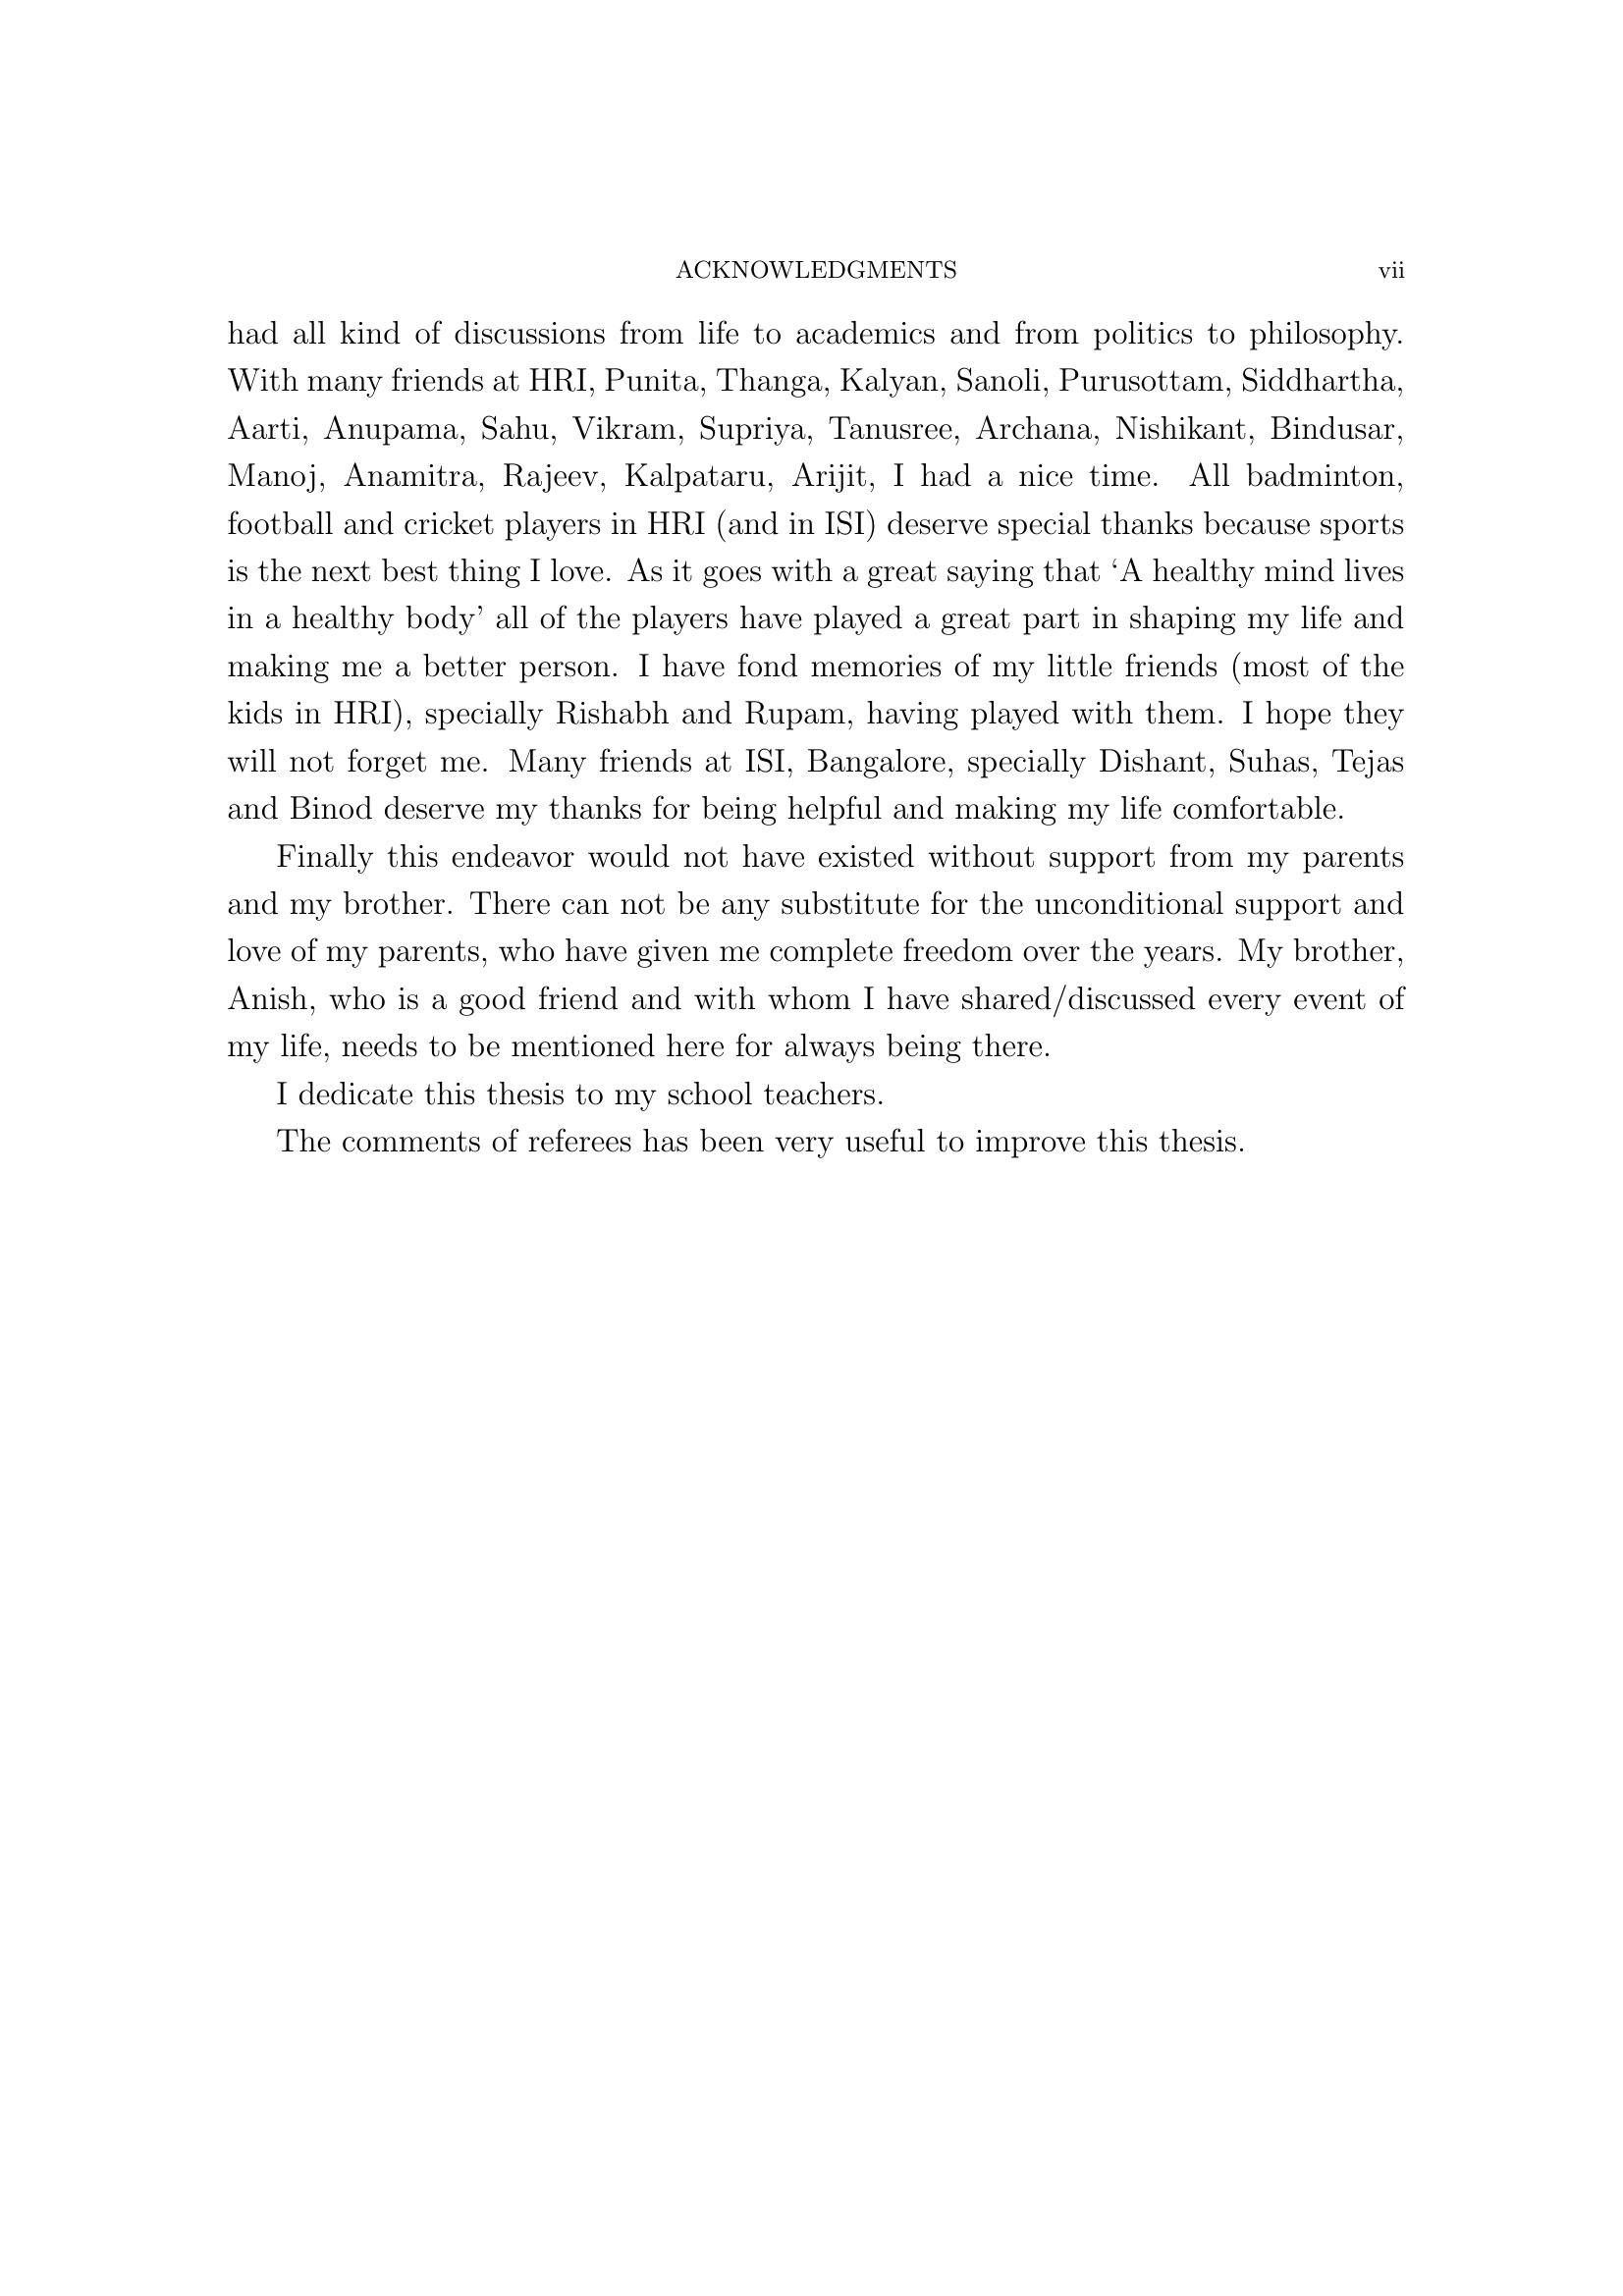 ACKNOWLEDGMENTS vii
had all kind of discussions from life to academics and from politics to philosophy.
With many friends at HRI, Punita, Thanga, Kalyan, Sanoli, Purusottam, Siddhartha,
Aarti, Anupama, Sahu, Vikram, Supriya, Tanusree, Archana, Nishikant, Bindusar,
Manoj, Anamitra, Rajeev, Kalpataru, Arijit, I had a nice time. All badminton,
football and cricket players in HRI (and in ISI) deserve special thanks because sports
is the next best thing I love. As it goes with a great saying that ‘A healthy mind lives
in a healthy body’ all of the players have played a great part in shaping my life and
making me a better person. I have fond memories of my little friends (most of the
kids in HRI), specially Rishabh and Rupam, having played with them. I hope they
will not forget me. Many friends at ISI, Bangalore, specially Dishant, Suhas, Tejas
and Binod deserve my thanks for being helpful and making my life comfortable.
Finally this endeavor would not have existed without support from my parents
and my brother. There can not be any substitute for the unconditional support and
love of my parents, who have given me complete freedom over the years. My brother,
Anish, who is a good friend and with whom I have shared/discussed every event of
my life, needs to be mentioned here for always being there.
I dedicate this thesis to my school teachers.
The comments of referees has been very useful to improve this thesis.